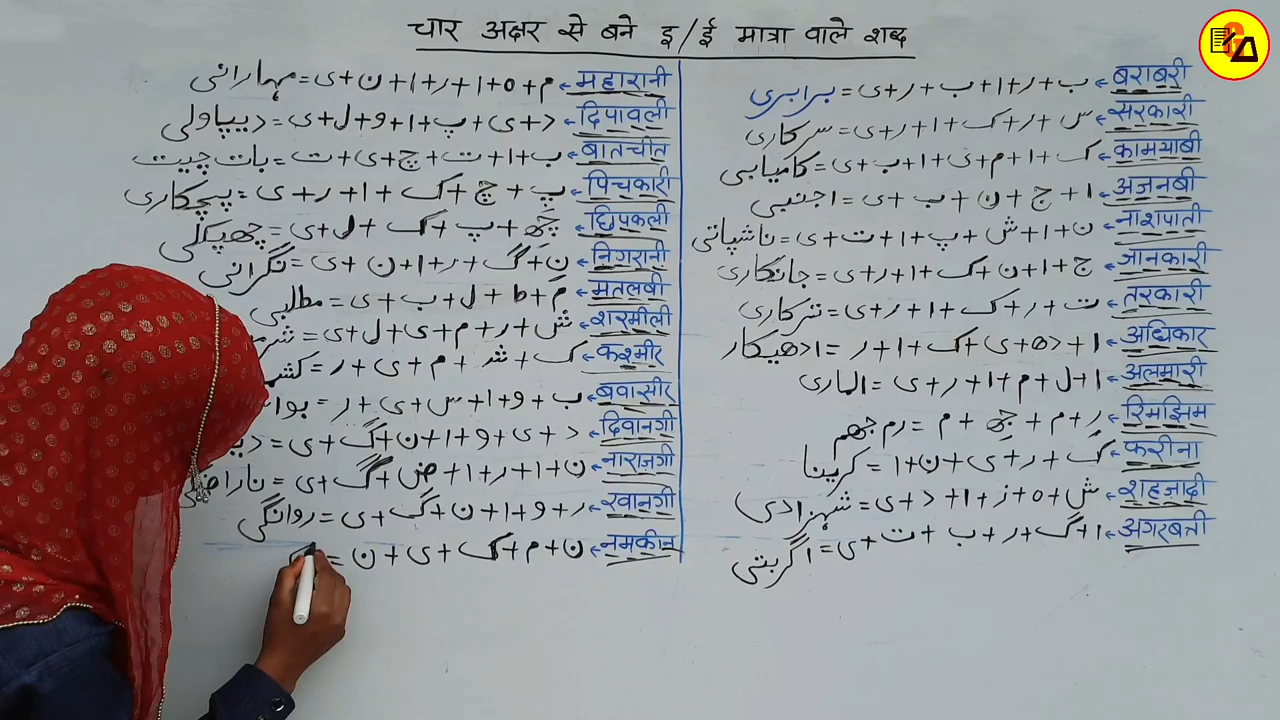 चार अक्षर से बने इ/ई मात्रा वाले शब्द
बराबरी ← ب + ر + ا + ب + ر + ی = برابری
सरकारी ← س + ر + ک + ا + ر + ی = سرکاری
कामयाबी ← ک + ا + م + ی + ا + ب + ی = کامیابی
अजनबी ← ا + ج + ن + ب + ی = اجنبی
नाशपाती ← ن + ا + ش + پ + ا + ت + ی = ناشپاتی
जानकारी ← ج + ا + ن + ک + ا + ر + ی = جانکاری
तरकारी ← ت + ر + ک + ا + ر + ی = ترکاری
अधिकार ← ا + دھ + ی + ک + ا + ر = ادھیکار
अलमारी ← ا + ل + م + ا + ر + ی = الماری
रिमझिम ← ر + م + جھ + م = رم جھم
करीना ← ک + ر + ی + ن + ا = کرینا
शहज़ादी ← ش + ہ + ز + ا + د + ی = شہزادی
अगरबत्ती ← ا + گ + ر + ب + ت + ی = اگربتی
महारानी ← م + ہ + ا + ر + ا + ن + ی = مہارانی
दिपावली ← د + ی + پ + ا + و + ل + ی = دیپاولی
बातचीत ← ب + ا + ت + چ + ی + ت = بات چیت
पिचकारी ← پ + چ + ک + ا + ر + ی = پچکاری
छिपकली ← چھ + پ + ک + ل + ی = چھپکلی
निगरानी ← ن + گ + ر + ا + ن + ی = نگرانی
मतलबी ← م + ط + ل + ب + ی = مطلبی
शरमीली ← ش + ر + م + ی + ل + ی =
कश्मीर ← ک + ش + م + ی + ر =
बवासीर ← ب + و + ا + س + ی + ر =
दिवानगी ← د + ی + و + ا + ن + گ + ی =
नाराज़गी ← ن + ا + ر + ا + ض + گ + ی =
रवानगी ← ر + و + ا + ن + گ + ی = روانگی
नमकीन ← ن + م + ک + ی + ن =